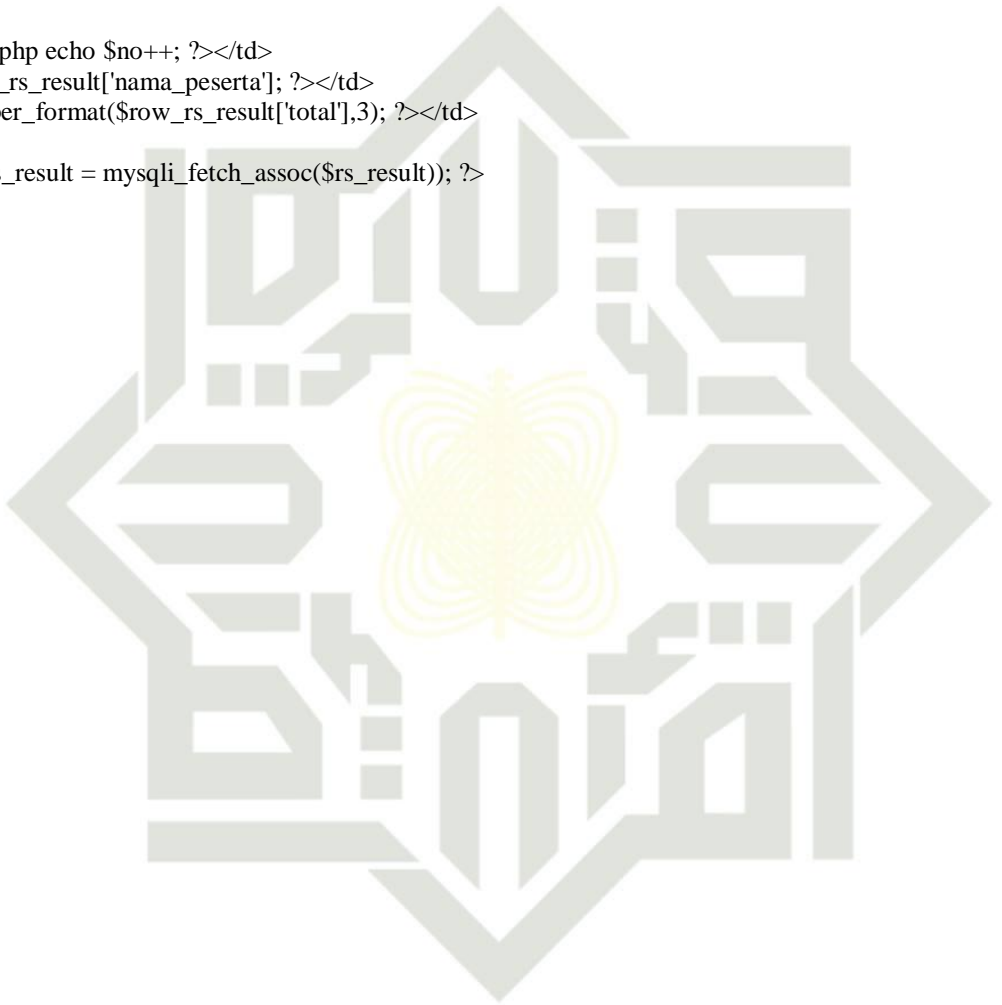 php echo $no++; ?></td>
_rs_result['nama_peserta']; ?></td>
er_format($row_rs_result['total'],3); ?></td>
_result = mysqli_fetch_assoc($rs_result)); ?>